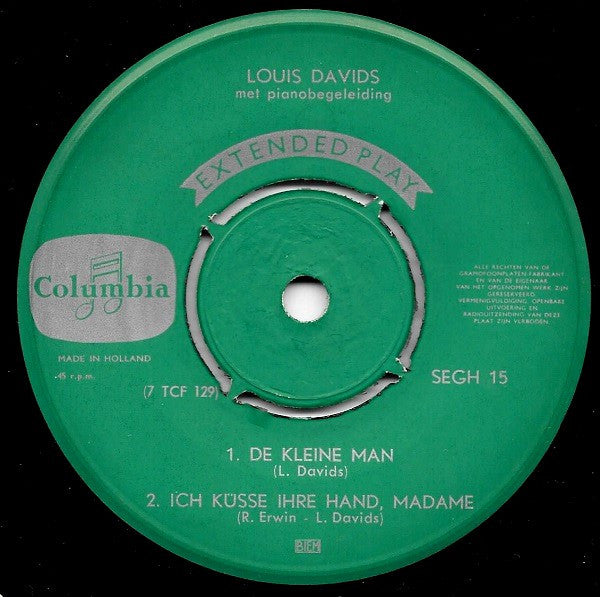 LOUIS DAVIDS
met pianobegeleiding
EXTENDED PLAY
Columbia
MADE IN HOLLAND
45 r.p.m.
(7 TCF 129)
ALLE RECHTEN VAN DE
GRAMOFOONPLATEN-FABRIKANT
EN VAN DE EIGENAAR
VAN HET OPGENOMEN WERK ZIJN
GERESERVEERD.
VERMENIGVULDIGING, OPENBARE
UITVOERING EN
RADIOUITZENDING VAN DEZE
PLAAT ZIJN VERBODEN.
SEGH 15
1. DE KLEINE MAN
(L. Davids)
2. ICH KÜSSE IHRE HAND, MADAME
(R. Erwin - L. Davids)
BIEM